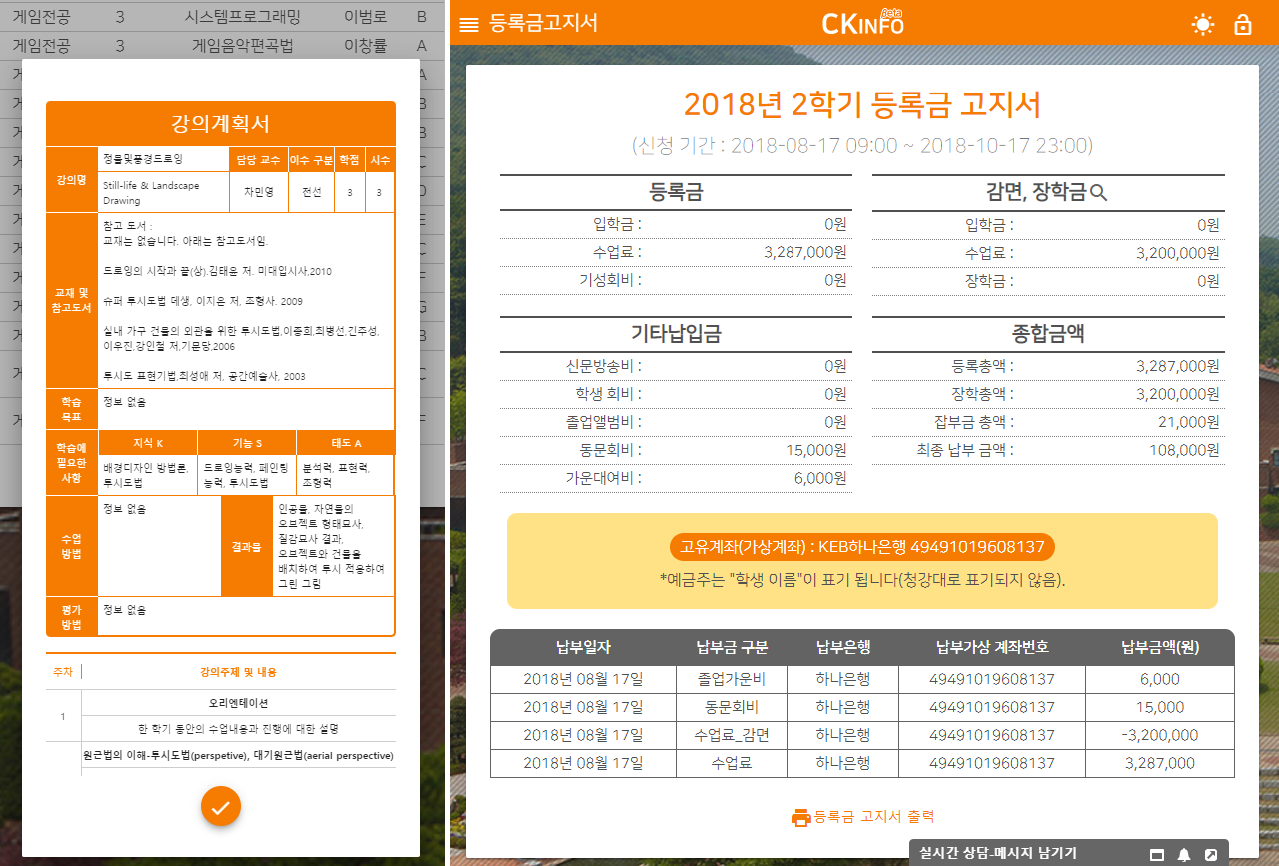 게임전공 3 시스템프로그래밍 이범로 B
게임전공 3 게임음악편곡법 이창률 A
강의계획서
강의명 정물및풍경드로잉 담당 교수 이수 구분 학점 시수
Still-life & Landscape Drawing 차민영 전선 3 3
교재 및 참고도서
참고 도서 :
교재는 없습니다. 아래는 참고도서임.
드로잉의 시작과 끝(상).김태운 저. 미대입시사,2010
슈퍼 투시도법 데생, 이지은 저, 조형사. 2009
실내 가구 건물의 외관을 위한 투시도법,이종희,최병선,긴주성,
이우진,강인철 저,기문당,2006
투시도 표현기법,최성애 저, 공간예술사, 2003
학습 목표 정보 없음
학습에 필요한 사항
지식 K 기능 S 태도 A
배경디자인 방법론, 투시도법
드로잉능력, 페인팅 능력, 투시도법
분석력, 표현력, 조형력
수업 방법 정보 없음
결과물
인공물, 자연물의
오브젝트 형태묘사,
질감묘사 결과,
오브젝트와 건물을
배치하여 투시 적용하여
그린 그림
평가 방법 정보 없음
주차 강의주제 및 내용
1 오리엔테이션
한 학기 동안의 수업내용과 진행에 대한 설명
원근법의 이해-투시도법(perspetive), 대기원근법(aerial perspective)
등록금고지서
CKINFO Beta
2018년 2학기 등록금 고지서
(신청 기간 : 2018-08-17 09:00 ~ 2018-10-17 23:00)
등록금
입학금 : 0원
수업료 : 3,287,000원
기성회비 : 0원
감면, 장학금
입학금 : 0원
수업료 : 3,200,000원
장학금 : 0원
기타납입금
신문방송비 : 0원
학생 회비 : 0원
졸업앨범비 : 0원
동문회비 : 15,000원
가운대여비 : 6,000원
종합금액
등록총액 : 3,287,000원
장학총액 : 3,200,000원
잡부금 총액 : 21,000원
최종 납부 금액 : 108,000원
고유계좌(가상계좌) : KEB하나은행 49491019608137
*예금주는 "학생 이름"이 표기 됩니다(청강대로 표기되지 않음).
납부일자 납부금 구분 납부은행 납부가상 계좌번호 납부금액(원)
2018년 08월 17일 졸업가운비 하나은행 49491019608137 6,000
2018년 08월 17일 동문회비 하나은행 49491019608137 15,000
2018년 08월 17일 수업료_감면 하나은행 49491019608137 -3,200,000
2018년 08월 17일 수업료 하나은행 49491019608137 3,287,000
등록금 고지서 출력
실시간 상담-메시지 남기기